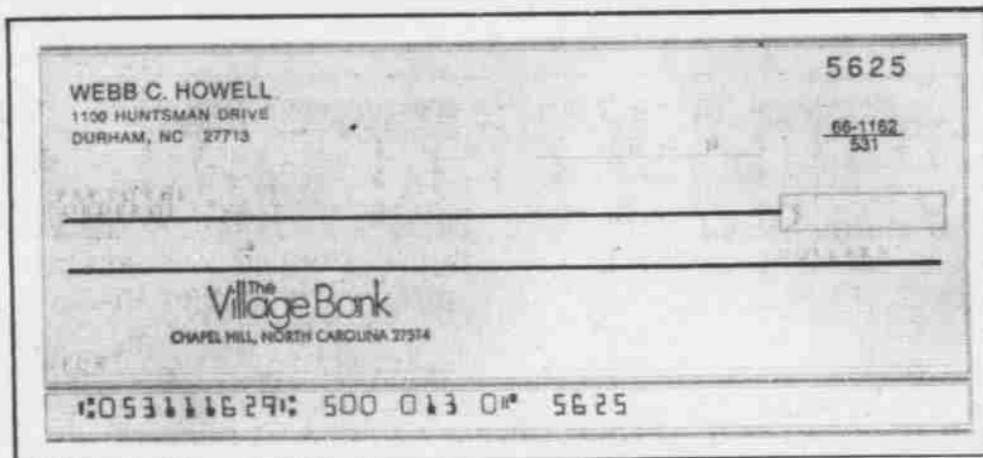 WEBB C. HOWELL
1100 HUNTSMAN DRIVE
DURHAM, NC 27713
5625
66-1162
531
$
The Village Bank
CHAPEL HILL, NORTH CAROLINA 27514
⑆053111629⑆ 500 013 0⑈ 5625